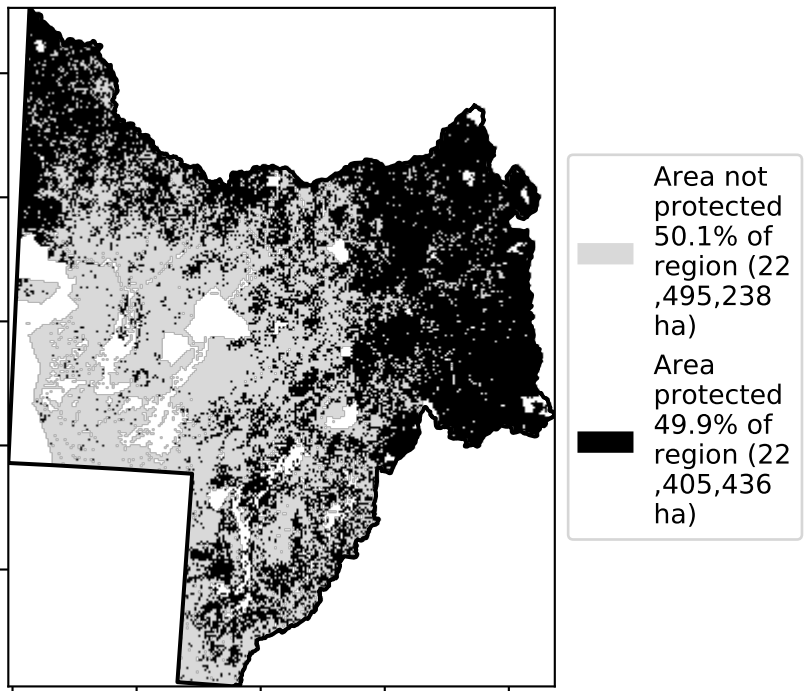 Area not
protected
50.1% of
region (22
,495,238
ha)
Area
protected
49.9% of
region (22
,405,436
ha)